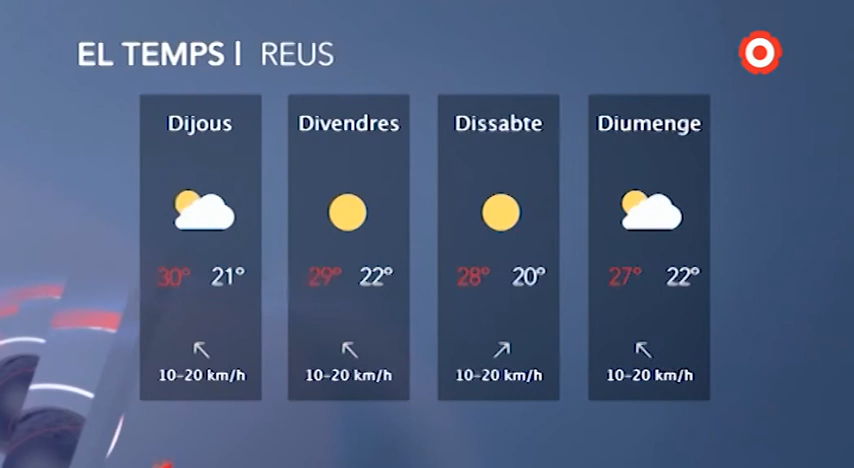 EL TEMPS | REUS
Dijous
30° 21°
10-20 km/h
Divendres
29° 22°
10-20 km/h
Dissabte
28° 20°
10-20 km/h
Diumenge
27° 22°
10-20 km/h